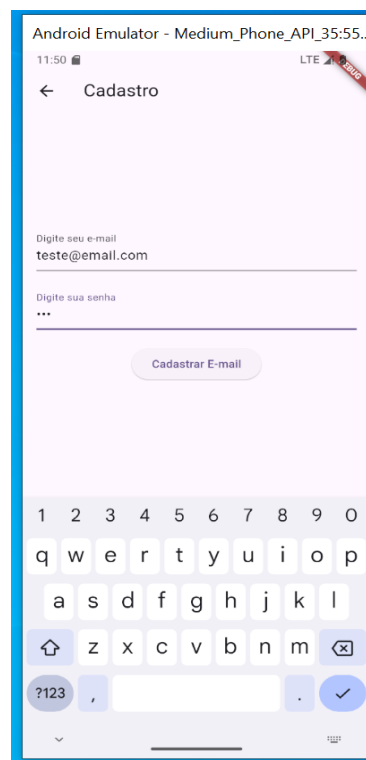 Android Emulator - Medium_Phone_API_35:55..
11:50 LTE
DEBUG
Cadastro
Digite seu e-mail
teste@email.com
Digite sua senha
•••
Cadastrar E-mail
1 2 3 4 5 6 7 8 9 0
q w e r t y u i o p
a s d f g h j k l
z x c v b n m
?123 , .